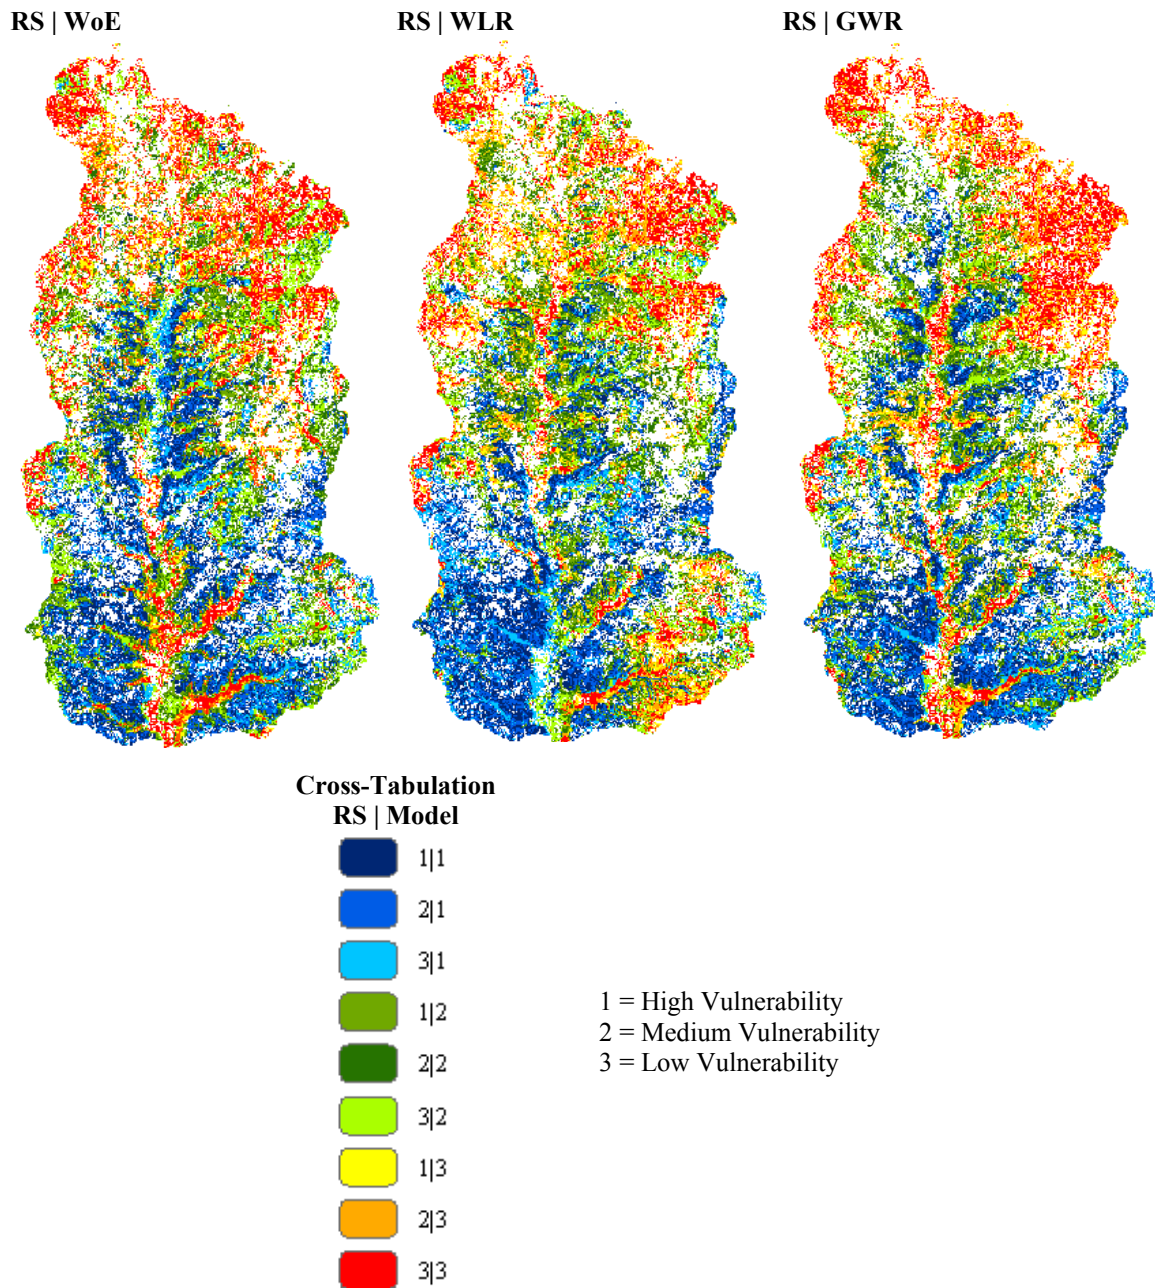 RS | WoE
RS | WLR
RS | GWR
Cross-Tabulation
RS | Model
1|1
2|1
3|1
1|2
2|2
3|2
1|3
2|3
3|3
1 = High Vulnerability
2 = Medium Vulnerability
3 = Low Vulnerability